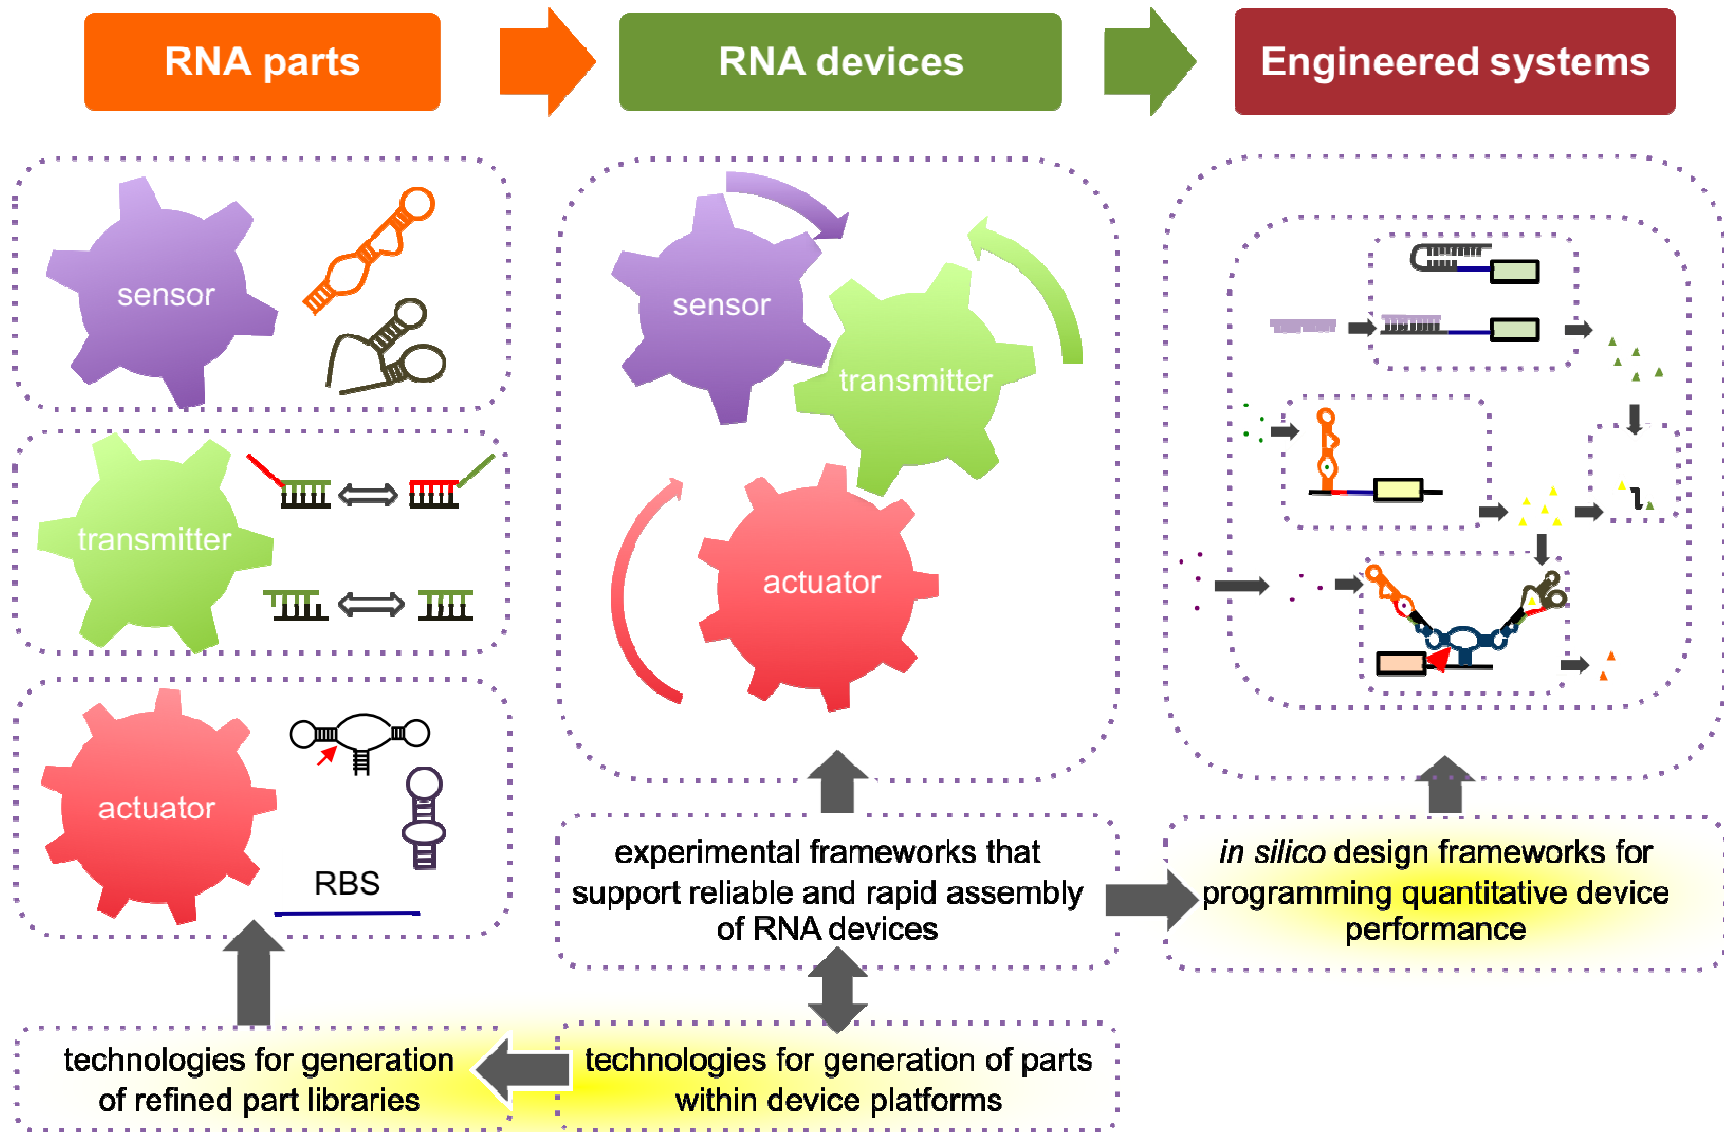 RNA parts
RNA devices
Engineered systems
sensor
transmitter
actuator
RBS
sensor
transmitter
actuator
experimental frameworks that
support reliable and rapid assembly
of RNA devices
in silico design frameworks for
programming quantitative device
performance
technologies for generation
of refined part libraries
technologies for generation of parts
within device platforms